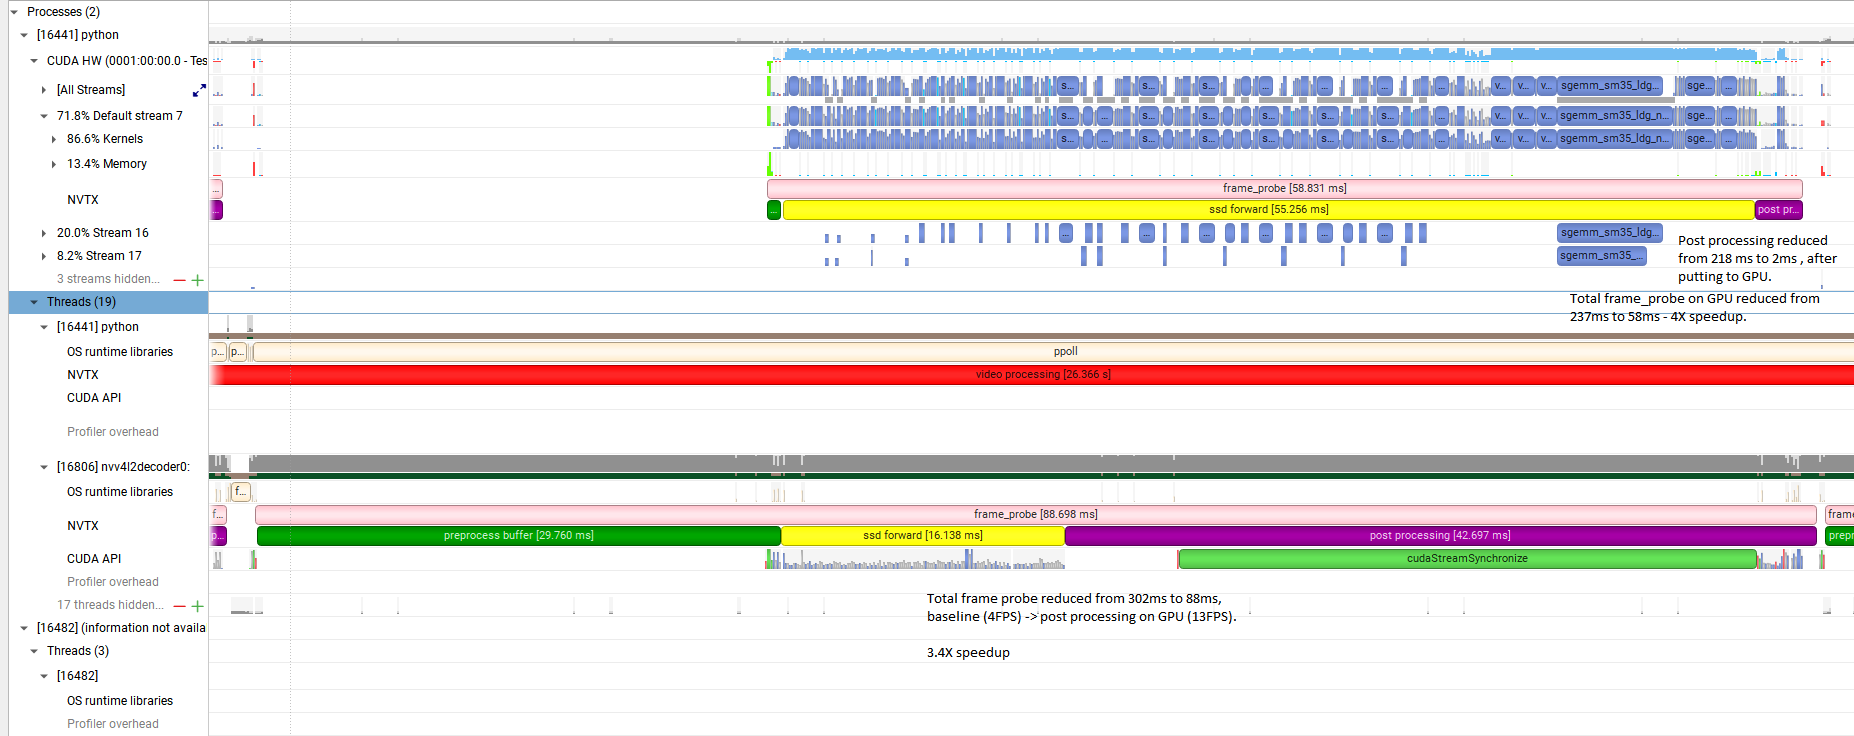 Processes (2)
[16441] python
CUDA HW (0001:00:00.0 - Tes
[All Streams]
s... s... s... ... ... ... ... v... v... v... sgemm_sm35_ldg... sge... ...
71.8% Default stream 7
s... ... s... s... s... s... s... ... v... v... v... sgemm_sm35_ldg_n... sge... ...
86.6% Kernels
s... ... s... s... s... s... s... ... v... v... v... sgemm_sm35_ldg_n... sge... ...
13.4% Memory
NVTX
... frame_probe [58.831 ms]
... ... ssd forward [55.256 ms] post pr...
20.0% Stream 16
... ... ... ... ... ... sgemm_sm35_ldg...
8.2% Stream 17
sgemm_sm35_...
3 streams hidden...
Post processing reduced
from 218 ms to 2ms , after
putting to GPU.
Threads (19)
Total frame_probe on GPU reduced from
237ms to 58ms - 4X speedup.
[16441] python
OS runtime libraries
p... p... ppoll
NVTX
video processing [26.366 s]
CUDA API
Profiler overhead
[16806] nvv4l2decoder0:
OS runtime libraries
f...
NVTX
f... frame_probe [88.698 ms] frame
p... preprocess buffer [29.760 ms] ssd forward [16.138 ms] post processing [42.697 ms] prepr
CUDA API
cudaStreamSynchronize
Profiler overhead
17 threads hidden...
Total frame probe reduced from 302ms to 88ms,
baseline (4FPS) -> post processing on GPU (13FPS).
3.4X speedup
[16482] (information not availa
Threads (3)
[16482]
OS runtime libraries
Profiler overhead